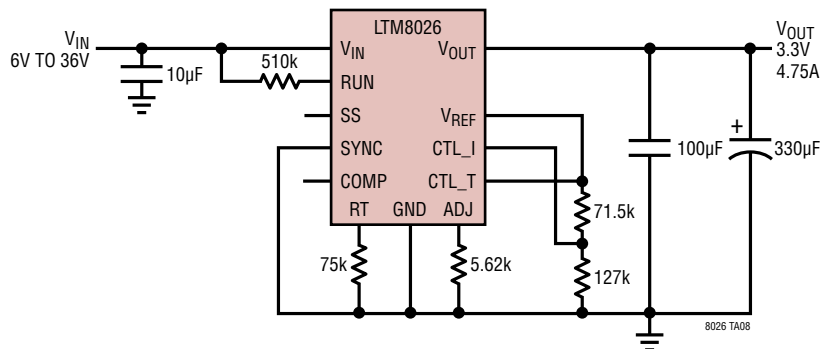 LTM8026
VIN
6V TO 36V
10µF
510k
VIN
RUN
SS
SYNC
COMP
RT
GND
ADJ
VOUT
VREF
CTL_I
CTL_T
75k
5.62k
71.5k
127k
100µF
+
330µF
VOUT
3.3V
4.75A
8026 TA08